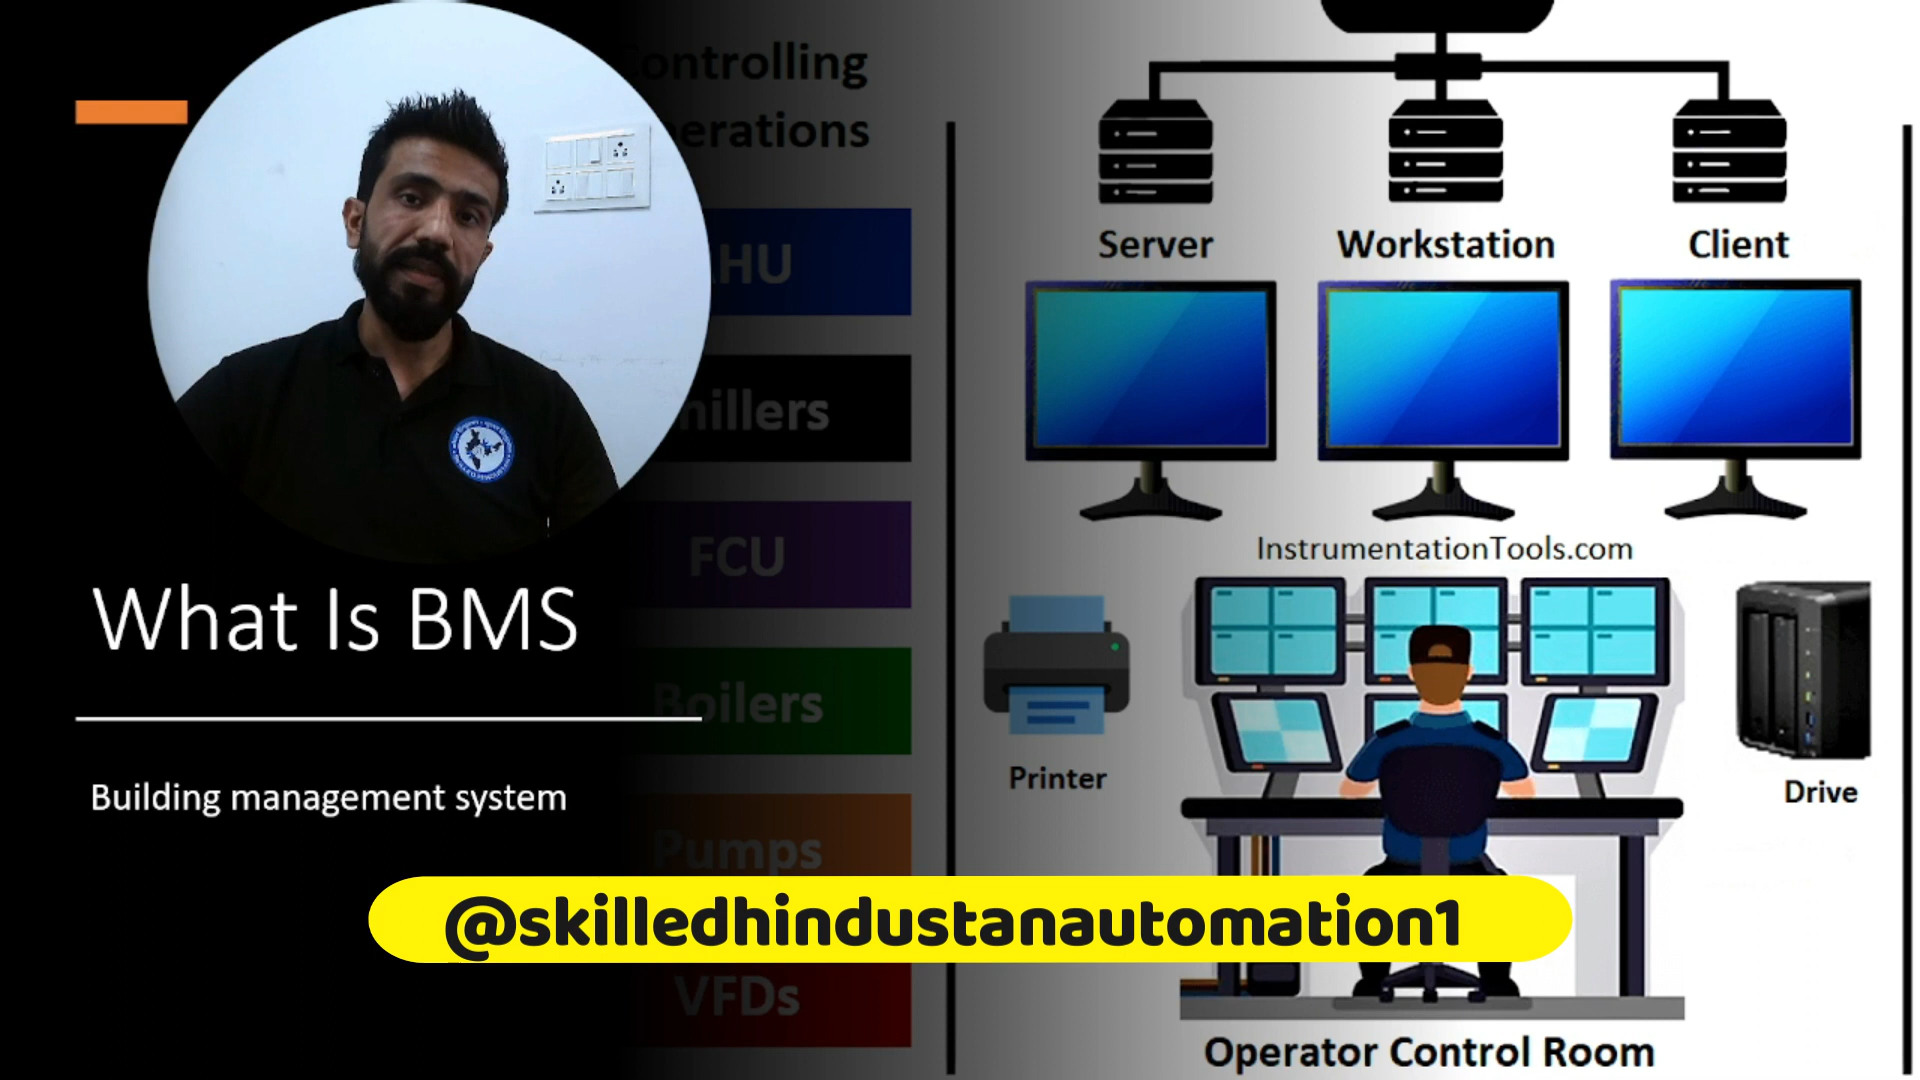 What Is BMS
Building management system
ontrolling
erations
HU
illers
FCU
Boilers
Pumps
VFDs
Server
Workstation
Client
InstrumentationTools.com
Printer
Drive
Operator Control Room
@skilledhindustanautomation1